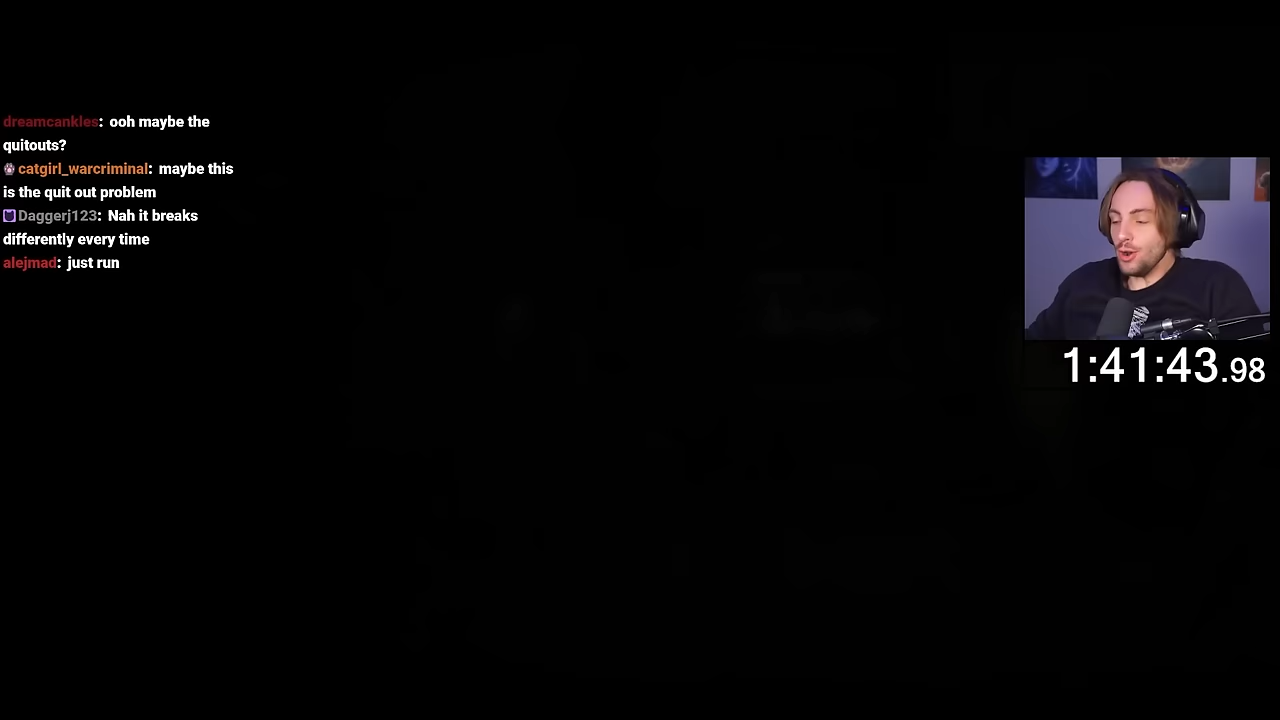 dreamcankles: ooh maybe the
quitouts?
catgirl_warcriminal: maybe this
is the quit out problem
Daggerj123: Nah it breaks
differently every time
alejmad: just run
1:41:43.98